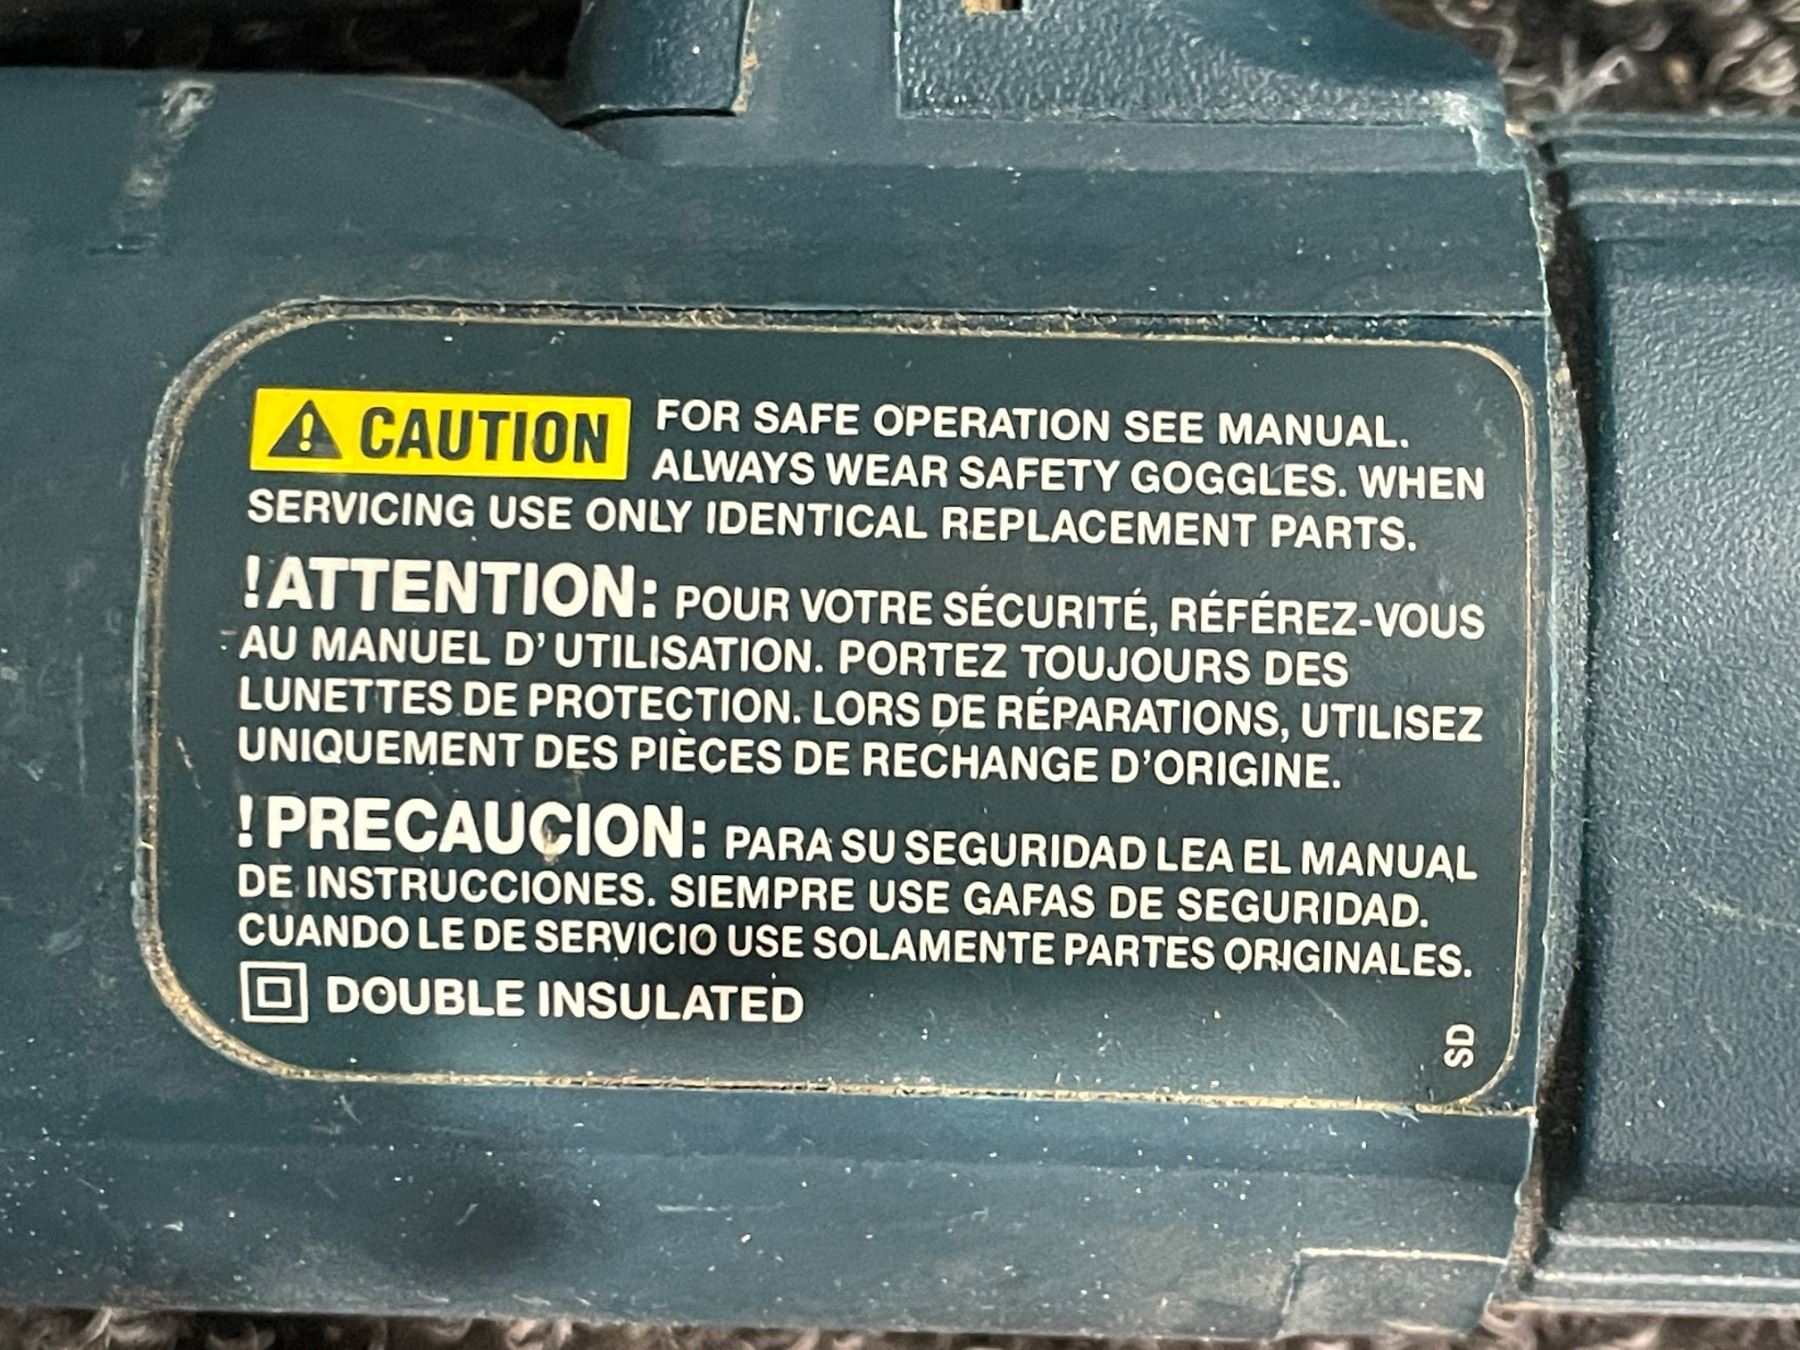 CAUTION FOR SAFE OPERATION SEE MANUAL.
ALWAYS WEAR SAFETY GOGGLES. WHEN
SERVICING USE ONLY IDENTICAL REPLACEMENT PARTS.
!ATTENTION: POUR VOTRE SÉCURITÉ, RÉFÉREZ-VOUS
AU MANUEL D'UTILISATION. PORTEZ TOUJOURS DES
LUNETTES DE PROTECTION. LORS DE RÉPARATIONS, UTILISEZ
UNIQUEMENT DES PIÈCES DE RECHANGE D'ORIGINE.
!PRECAUCION: PARA SU SEGURIDAD LEA EL MANUAL
DE INSTRUCCIONES. SIEMPRE USE GAFAS DE SEGURIDAD.
CUANDO LE DE SERVICIO USE SOLAMENTE PARTES ORIGINALES.
DOUBLE INSULATED
SD